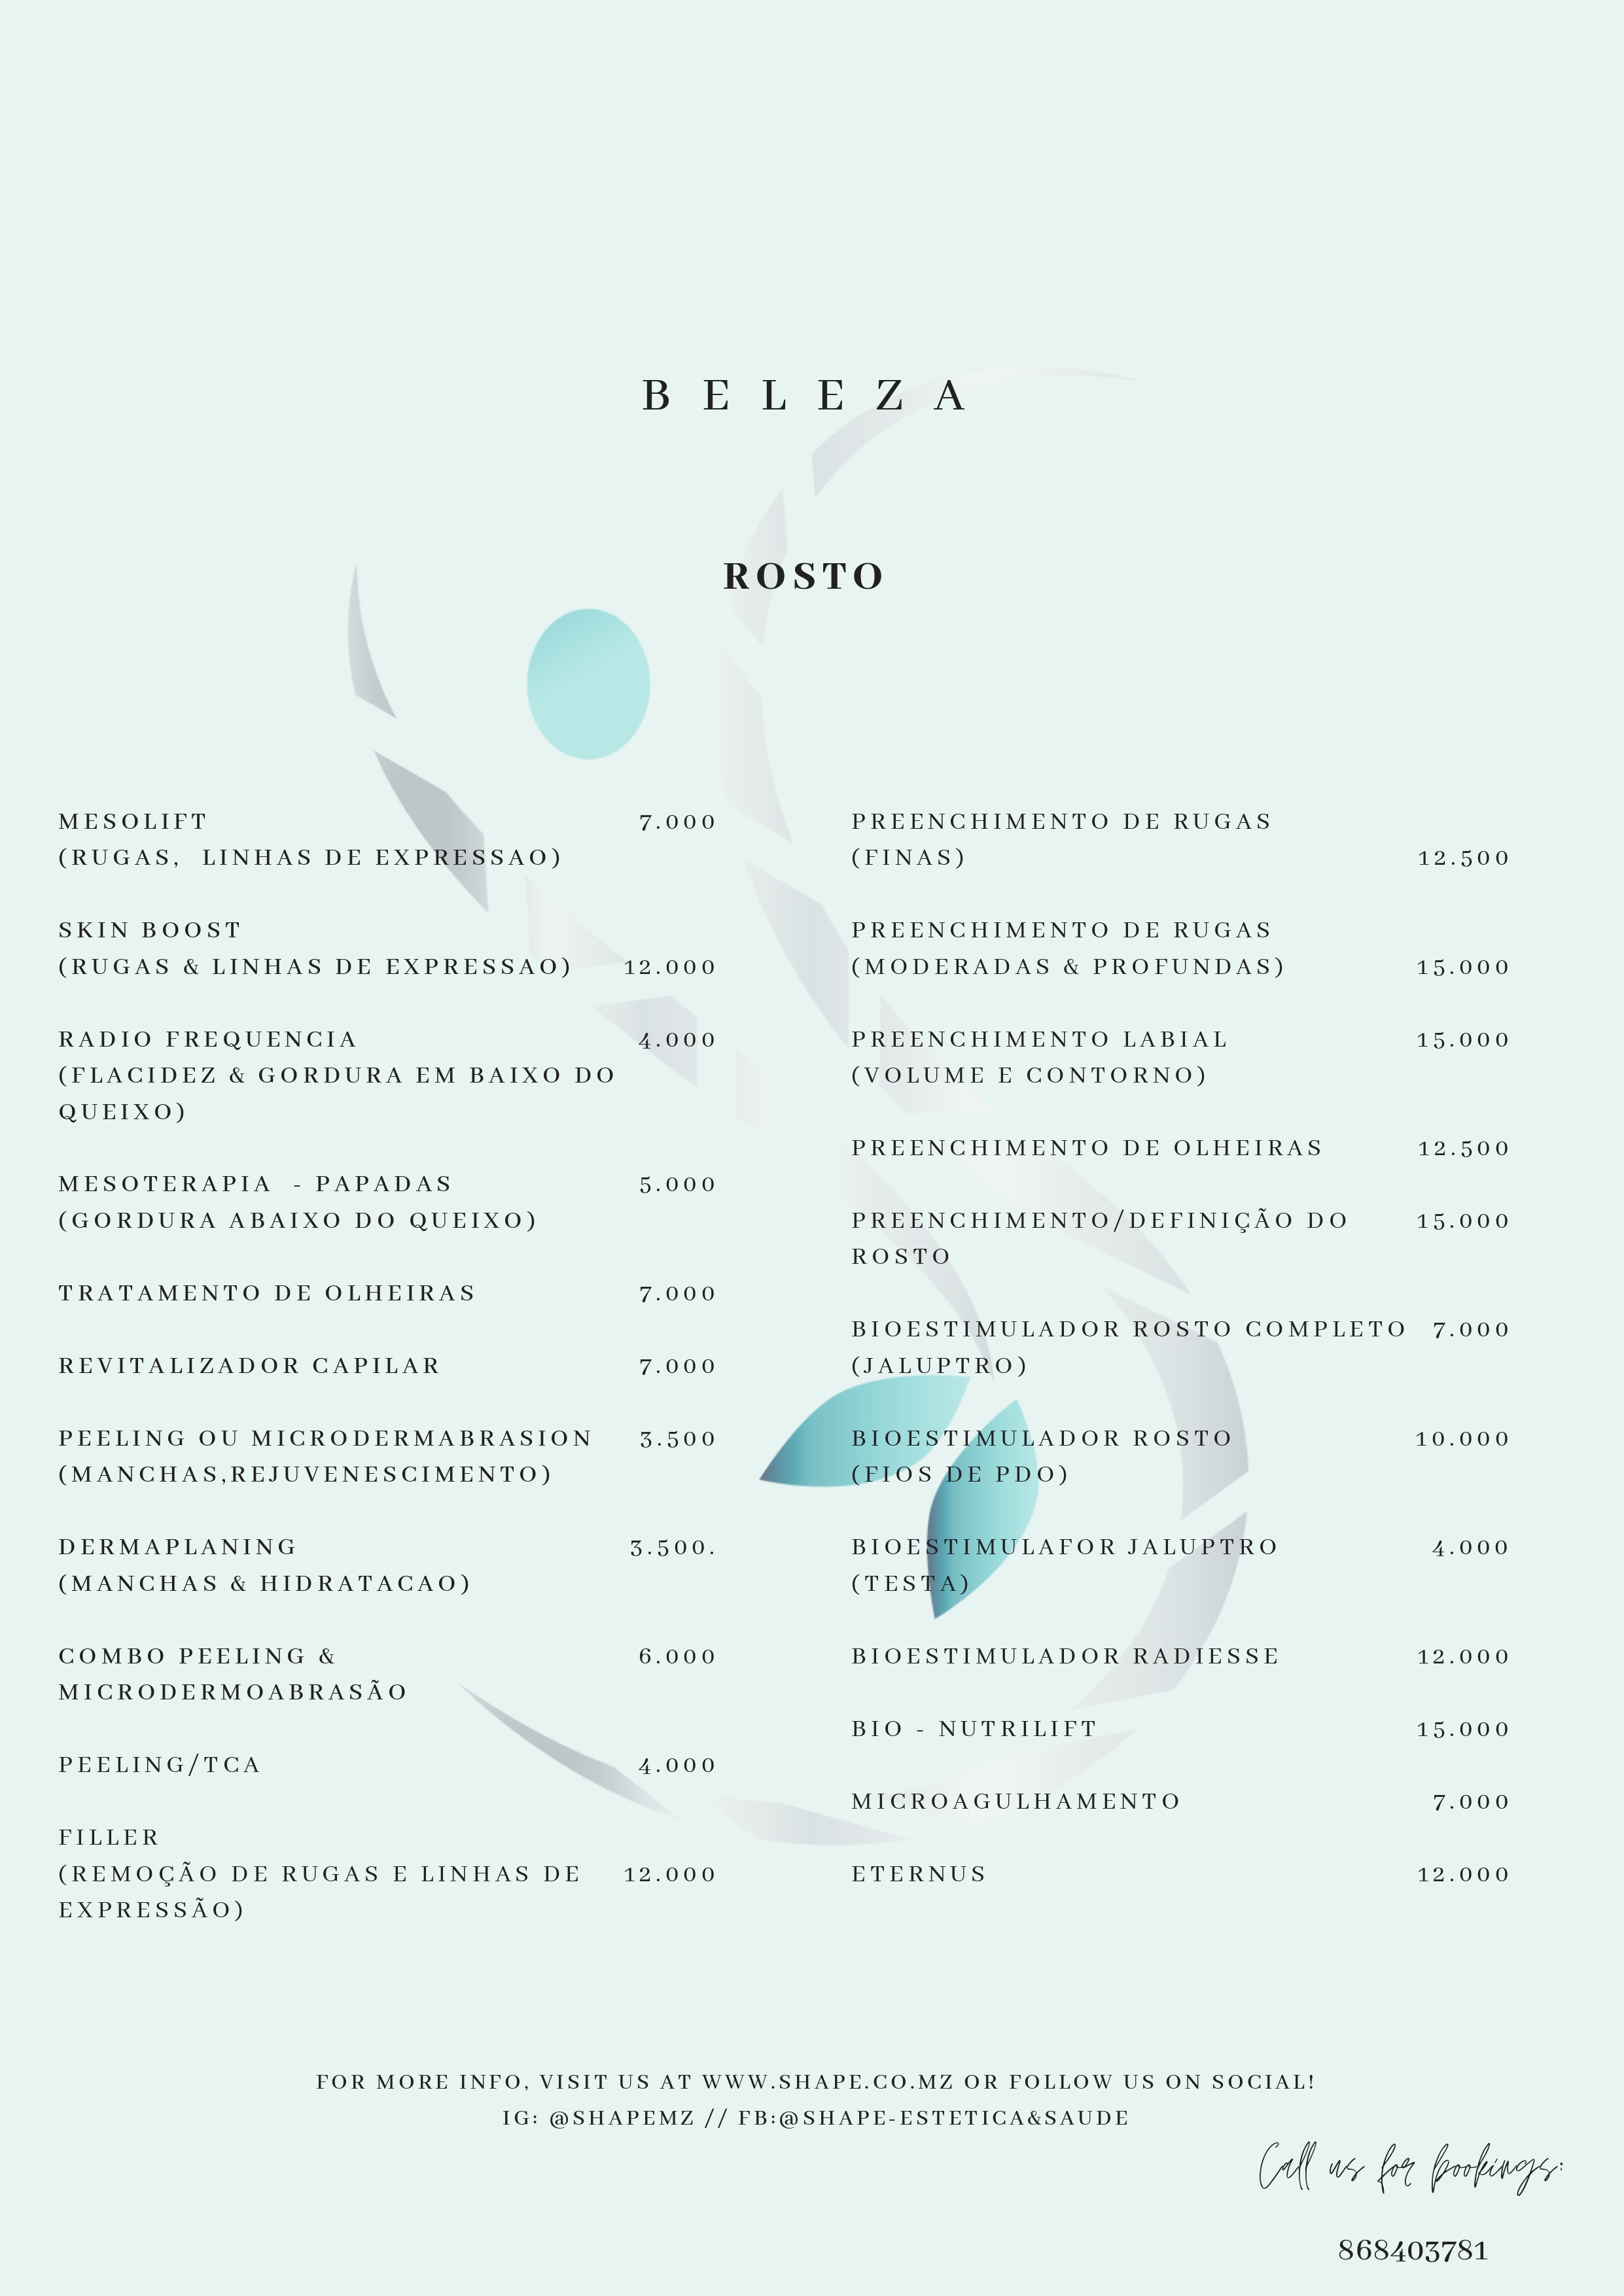 BELEZA
ROSTO
MESOLIFT 7.000
(RUGAS, LINHAS DE EXPRESSAO)
SKIN BOOST
(RUGAS & LINHAS DE EXPRESSAO) 12.000
RADIO FREQUENCIA 4.000
(FLACIDEZ & GORDURA EM BAIXO DO
QUEIXO)
MESOTERAPIA - PAPADAS 5.000
(GORDURA ABAIXO DO QUEIXO)
TRATAMENTO DE OLHEIRAS 7.000
REVITALIZADOR CAPILAR 7.000
PEELING OU MICRODERMABRASION 3.500
(MANCHAS,REJUVENESCIMENTO)
DERMAPLANING 3.500.
(MANCHAS & HIDRATACAO)
COMBO PEELING & 6.000
MICRODERMOABRASÃO
PEELING/TCA 4.000
FILLER
(REMOÇÃO DE RUGAS E LINHAS DE 12.000
EXPRESSÃO)
PREENCHIMENTO DE RUGAS
(FINAS) 12.500
PREENCHIMENTO DE RUGAS
(MODERADAS & PROFUNDAS) 15.000
PREENCHIMENTO LABIAL 15.000
(VOLUME E CONTORNO)
PREENCHIMENTO DE OLHEIRAS 12.500
PREENCHIMENTO/DEFINIÇÃO DO 15.000
ROSTO
BIOESTIMULADOR ROSTO COMPLETO 7.000
(JALUPTRO)
BIOESTIMULADOR ROSTO 10.000
(FIOS DE PDO)
BIOESTIMULAFOR JALUPTRO 4.000
(TESTA)
BIOESTIMULADOR RADIESSE 12.000
BIO - NUTRILIFT 15.000
MICROAGULHAMENTO 7.000
ETERNUS 12.000
FOR MORE INFO, VISIT US AT WWW.SHAPE.CO.MZ OR FOLLOW US ON SOCIAL!
IG: @SHAPEMZ // FB:@SHAPE-ESTETICA&SAUDE
Call us for bookings:
868403781